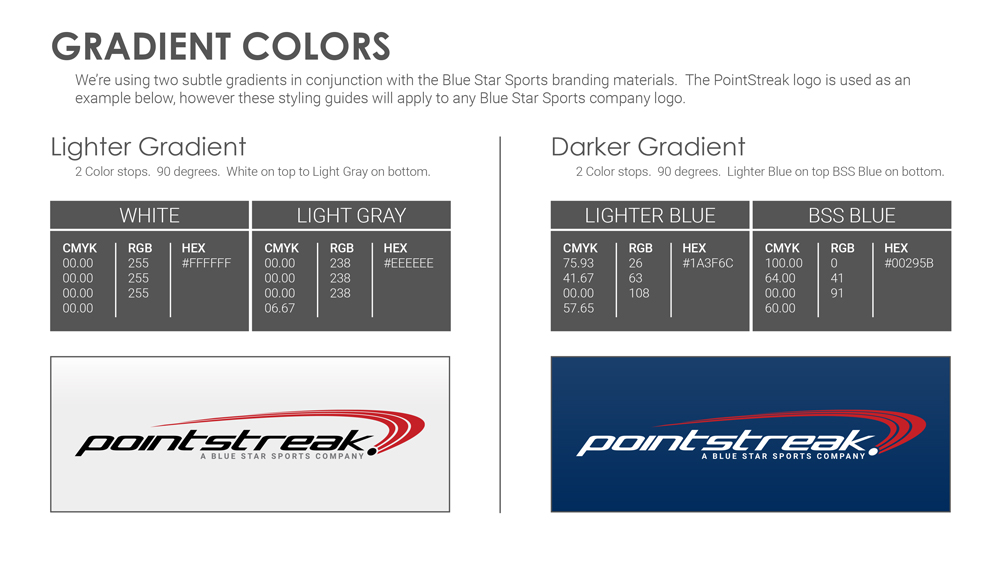 GRADIENT COLORS
We're using two subtle gradients in conjunction with the Blue Star Sports branding materials.  The PointStreak logo is used as an
example below, however these styling guides will apply to any Blue Star Sports company logo.
Lighter Gradient
2 Color stops.  90 degrees.  White on top to Light Gray on bottom.
WHITE
CMYK RGB HEX
00.00 255 #FFFFFF
00.00 255
00.00 255
00.00
LIGHT GRAY
CMYK RGB HEX
00.00 238 #EEEEEE
00.00 238
00.00 238
06.67
pointstreak.
A BLUE STAR SPORTS COMPANY
Darker Gradient
2 Color stops.  90 degrees.  Lighter Blue on top BSS Blue on bottom.
LIGHTER BLUE
CMYK RGB HEX
75.93 26 #1A3F6C
41.67 63
00.00 108
57.65
BSS BLUE
CMYK RGB HEX
100.00 0 #00295B
64.00 41
00.00 91
60.00
pointstreak.
A BLUE STAR SPORTS COMPANY